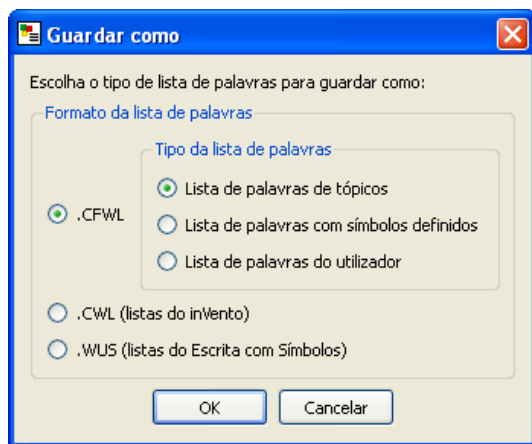 Guardar como
Escolha o tipo de lista de palavras para guardar como:
Formato da lista de palavras
Tipo da lista de palavras
Lista de palavras de tópicos
.CFWL
Lista de palavras com símbolos definidos
Lista de palavras do utilizador
.CWL (listas do inVento)
.WUS (listas do Escrita com Símbolos)
OK
Cancelar